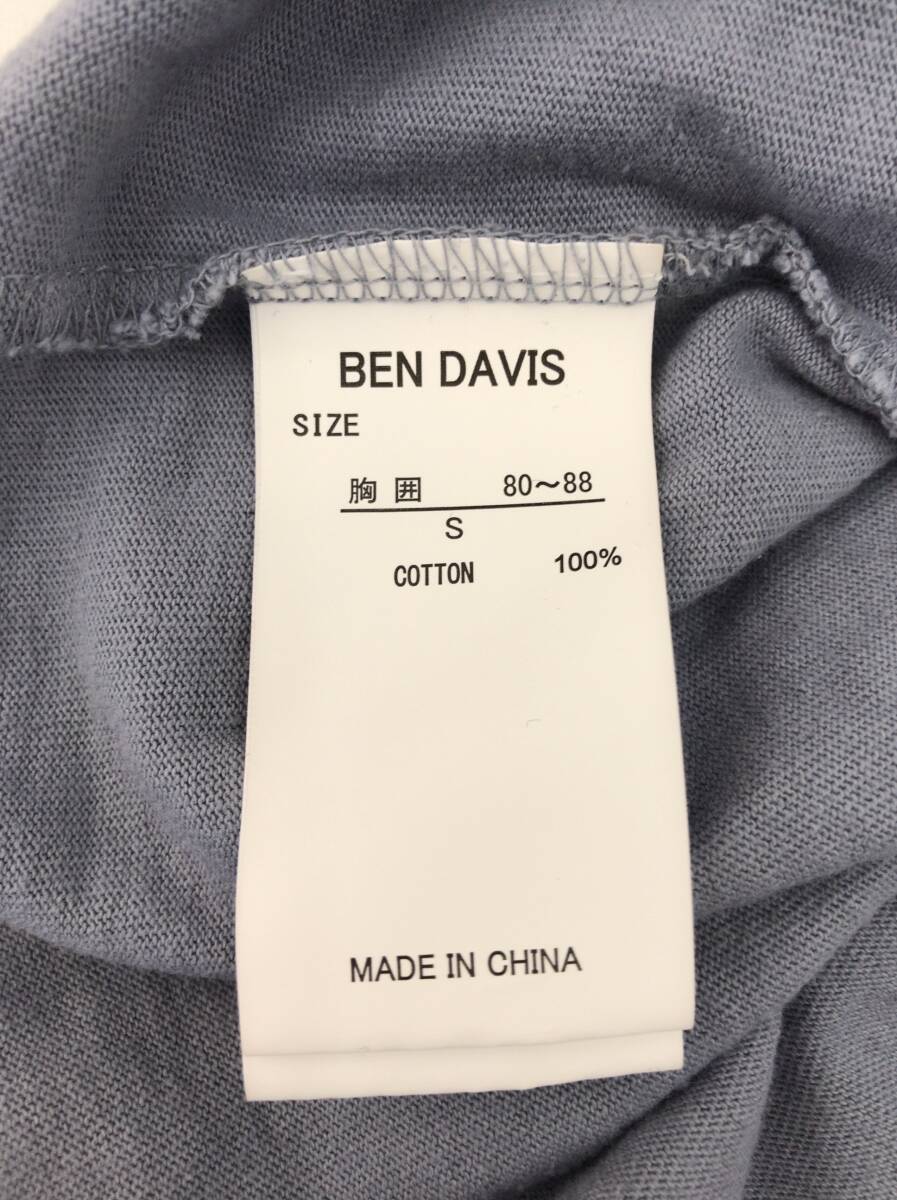 BEN DAVIS
SIZE
胸囲 80～88
S
COTTON 100%
MADE IN CHINA